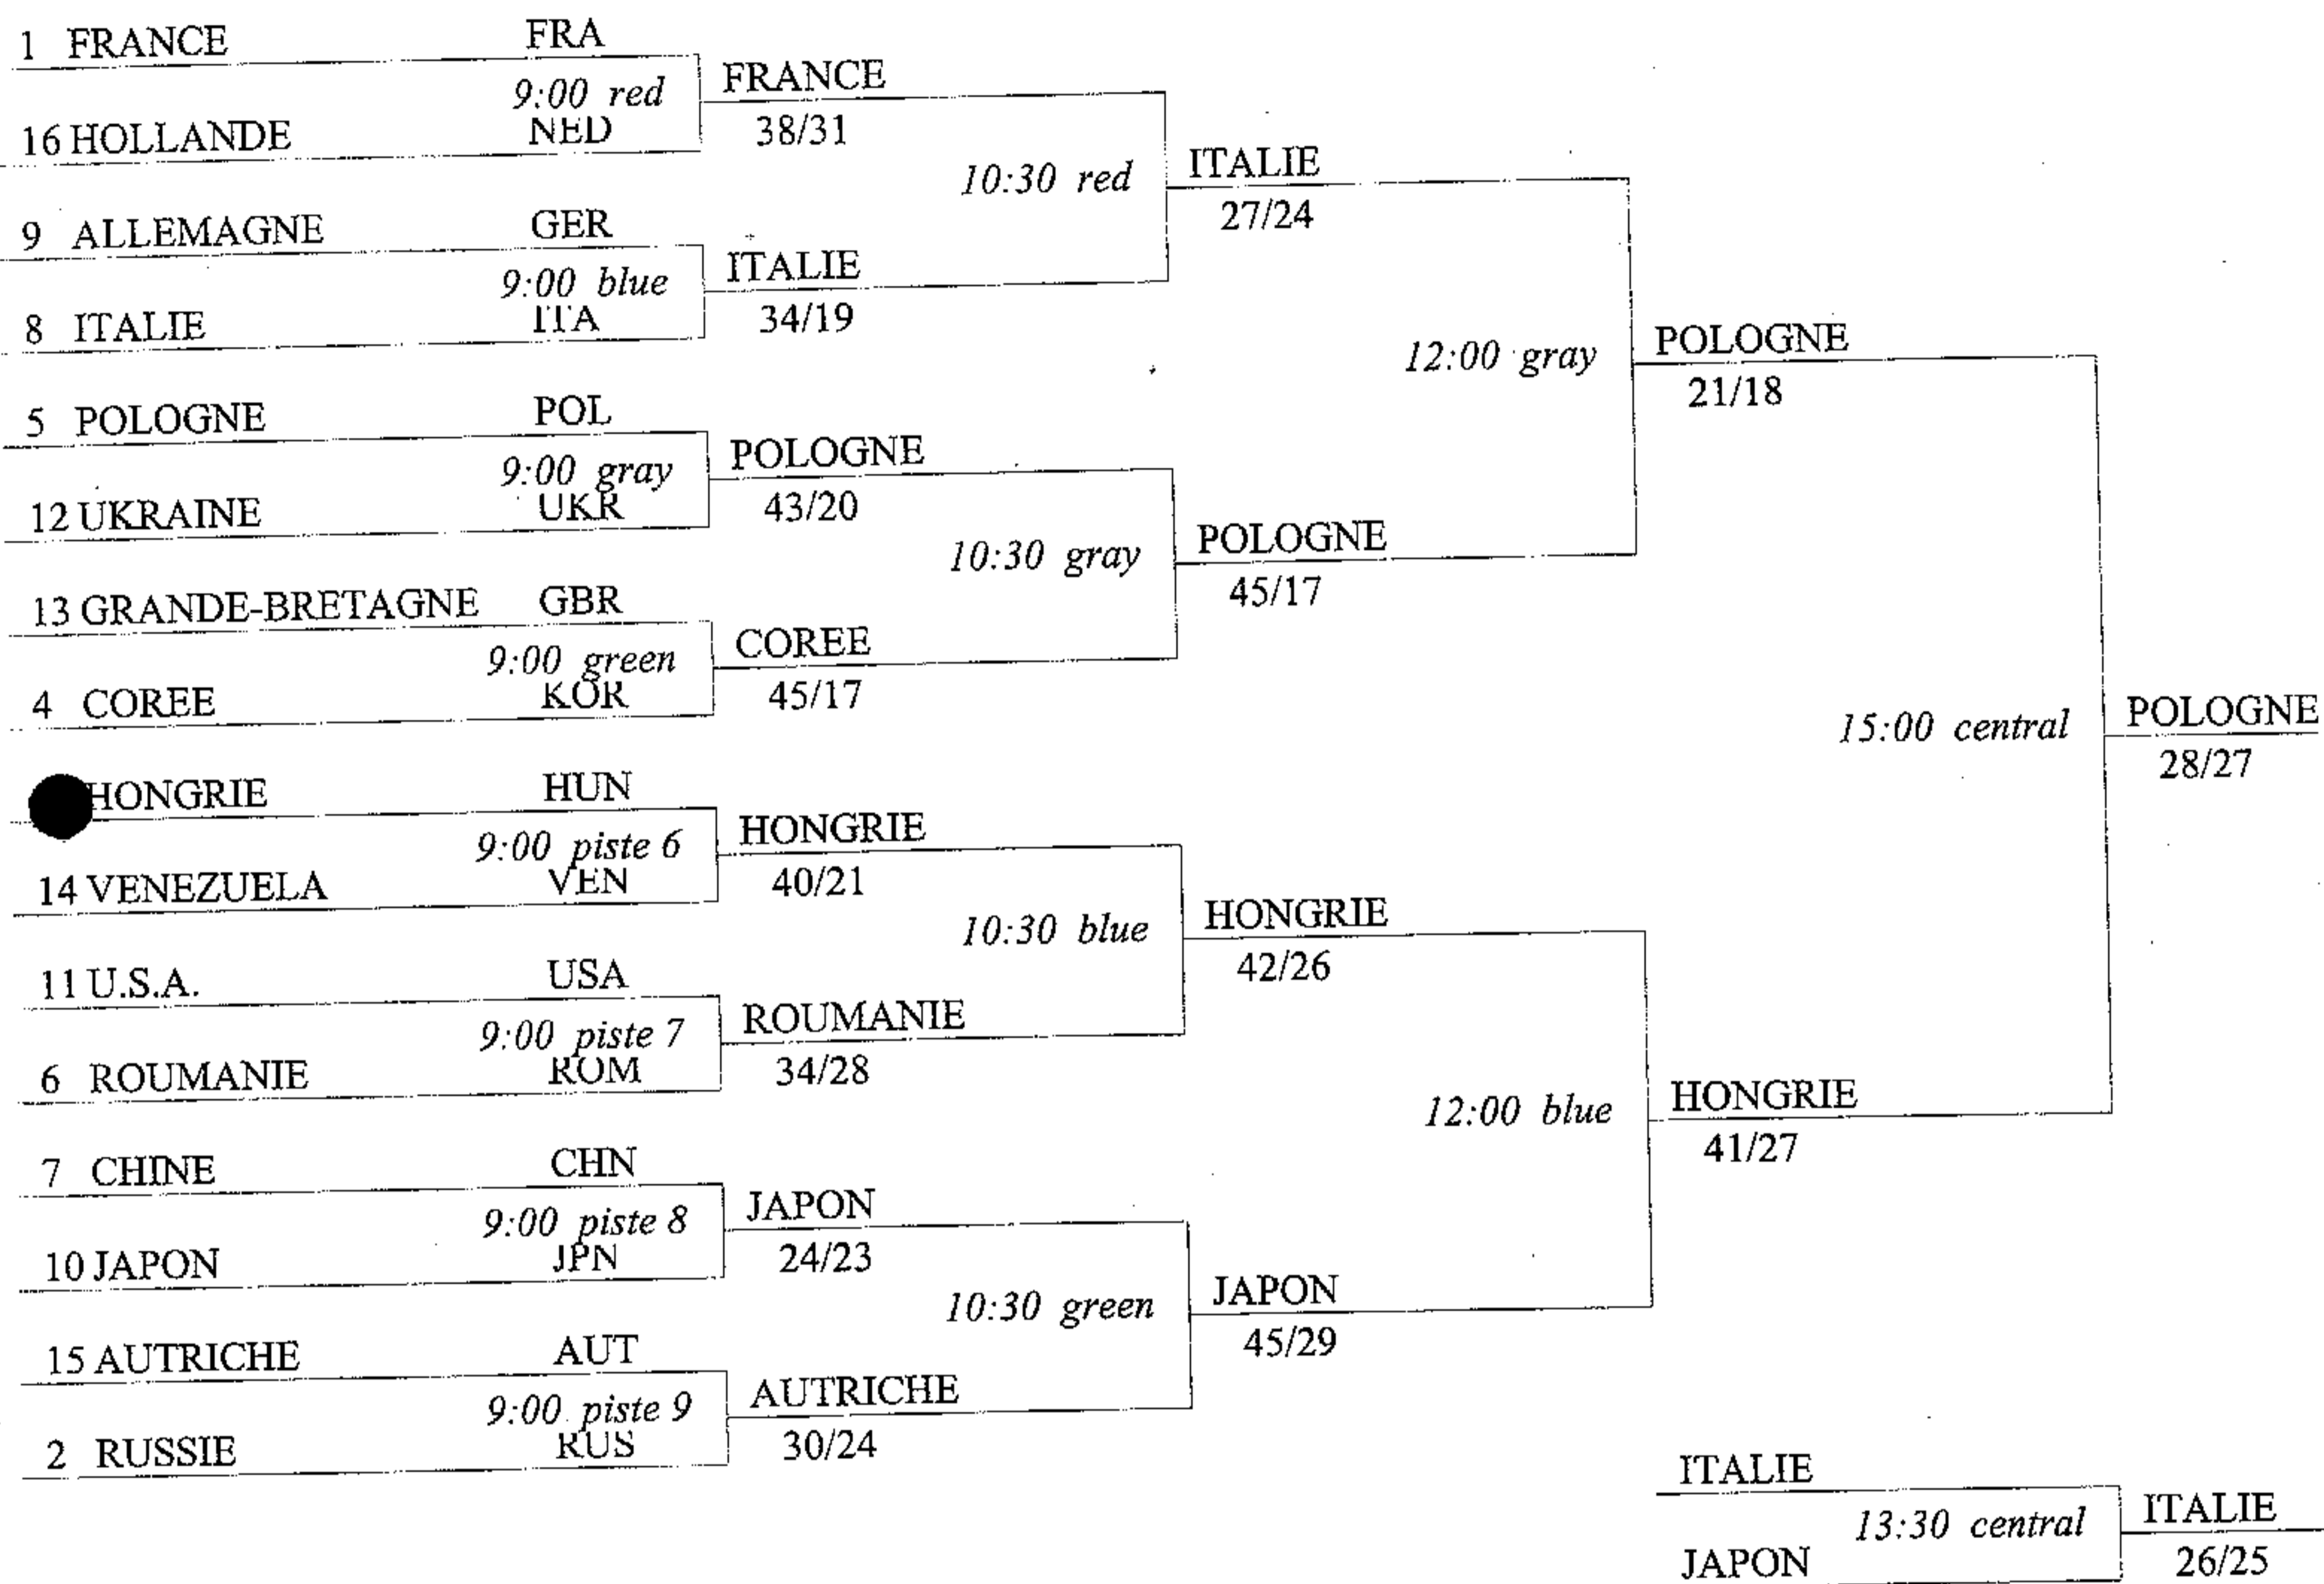 1 FRANCE FRA
9:00 red
16 HOLLANDE NED
FRANCE
38/31
9 ALLEMAGNE GER
9:00 blue
8 ITALIE ITA
ITALIE
34/19
10:30 red
ITALIE
27/24
5 POLOGNE POL
9:00 gray
12 UKRAINE UKR
POLOGNE
43/20
13 GRANDE-BRETAGNE GBR
9:00 green
4 COREE KOR
COREE
45/17
10:30 gray
POLOGNE
45/17
12:00 gray
POLOGNE
21/18
HONGRIE HUN
9:00 piste 6
14 VENEZUELA VEN
HONGRIE
40/21
11 U.S.A. USA
9:00 piste 7
6 ROUMANIE ROM
ROUMANIE
34/28
10:30 blue
HONGRIE
42/26
7 CHINE CHN
9:00 piste 8
10 JAPON JPN
JAPON
24/23
15 AUTRICHE AUT
9:00 piste 9
2 RUSSIE RUS
AUTRICHE
30/24
10:30 green
JAPON
45/29
12:00 blue
HONGRIE
41/27
15:00 central
POLOGNE
28/27
ITALIE
13:30 central
JAPON
ITALIE
26/25